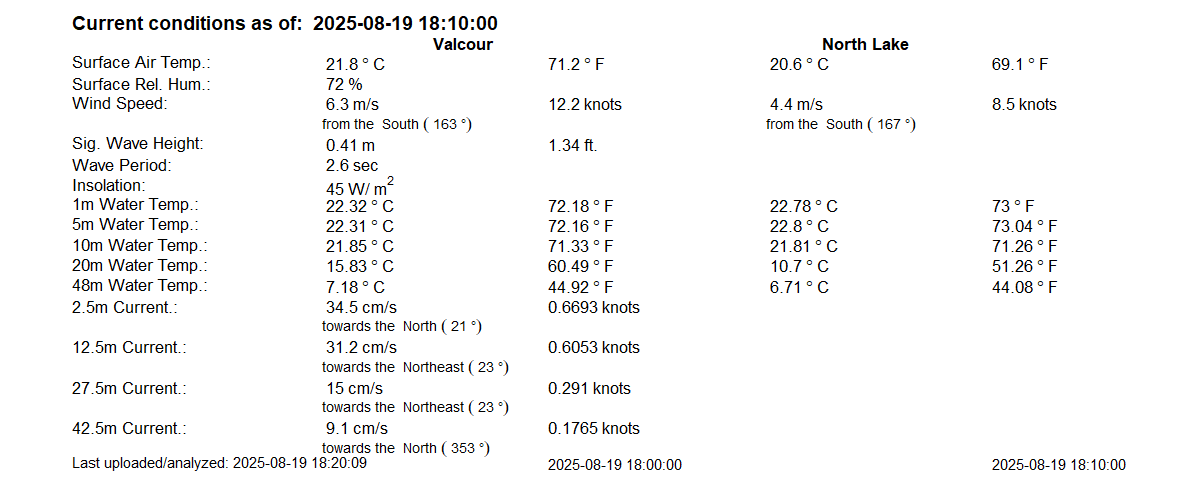 Current conditions as of: 2025-08-19 18:10:00
Valcour North Lake
Surface Air Temp.: 21.8 ° C 71.2 ° F 20.6 ° C 69.1 ° F
Surface Rel. Hum.: 72 %
Wind Speed: 6.3 m/s 12.2 knots 4.4 m/s 8.5 knots
from the South ( 163 °) from the South ( 167 °)
Sig. Wave Height: 0.41 m 1.34 ft.
Wave Period: 2.6 sec
Insolation: 45 W/ m2
1m Water Temp.: 22.32 ° C 72.18 ° F 22.78 ° C 73 ° F
5m Water Temp.: 22.31 ° C 72.16 ° F 22.8 ° C 73.04 ° F
10m Water Temp.: 21.85 ° C 71.33 ° F 21.81 ° C 71.26 ° F
20m Water Temp.: 15.83 ° C 60.49 ° F 10.7 ° C 51.26 ° F
48m Water Temp.: 7.18 ° C 44.92 ° F 6.71 ° C 44.08 ° F
2.5m Current.: 34.5 cm/s 0.6693 knots
towards the North ( 21 °)
12.5m Current.: 31.2 cm/s 0.6053 knots
towards the Northeast ( 23 °)
27.5m Current.: 15 cm/s 0.291 knots
towards the Northeast ( 23 °)
42.5m Current.: 9.1 cm/s 0.1765 knots
towards the North ( 353 °)
Last uploaded/analyzed: 2025-08-19 18:20:09 2025-08-19 18:00:00 2025-08-19 18:10:00